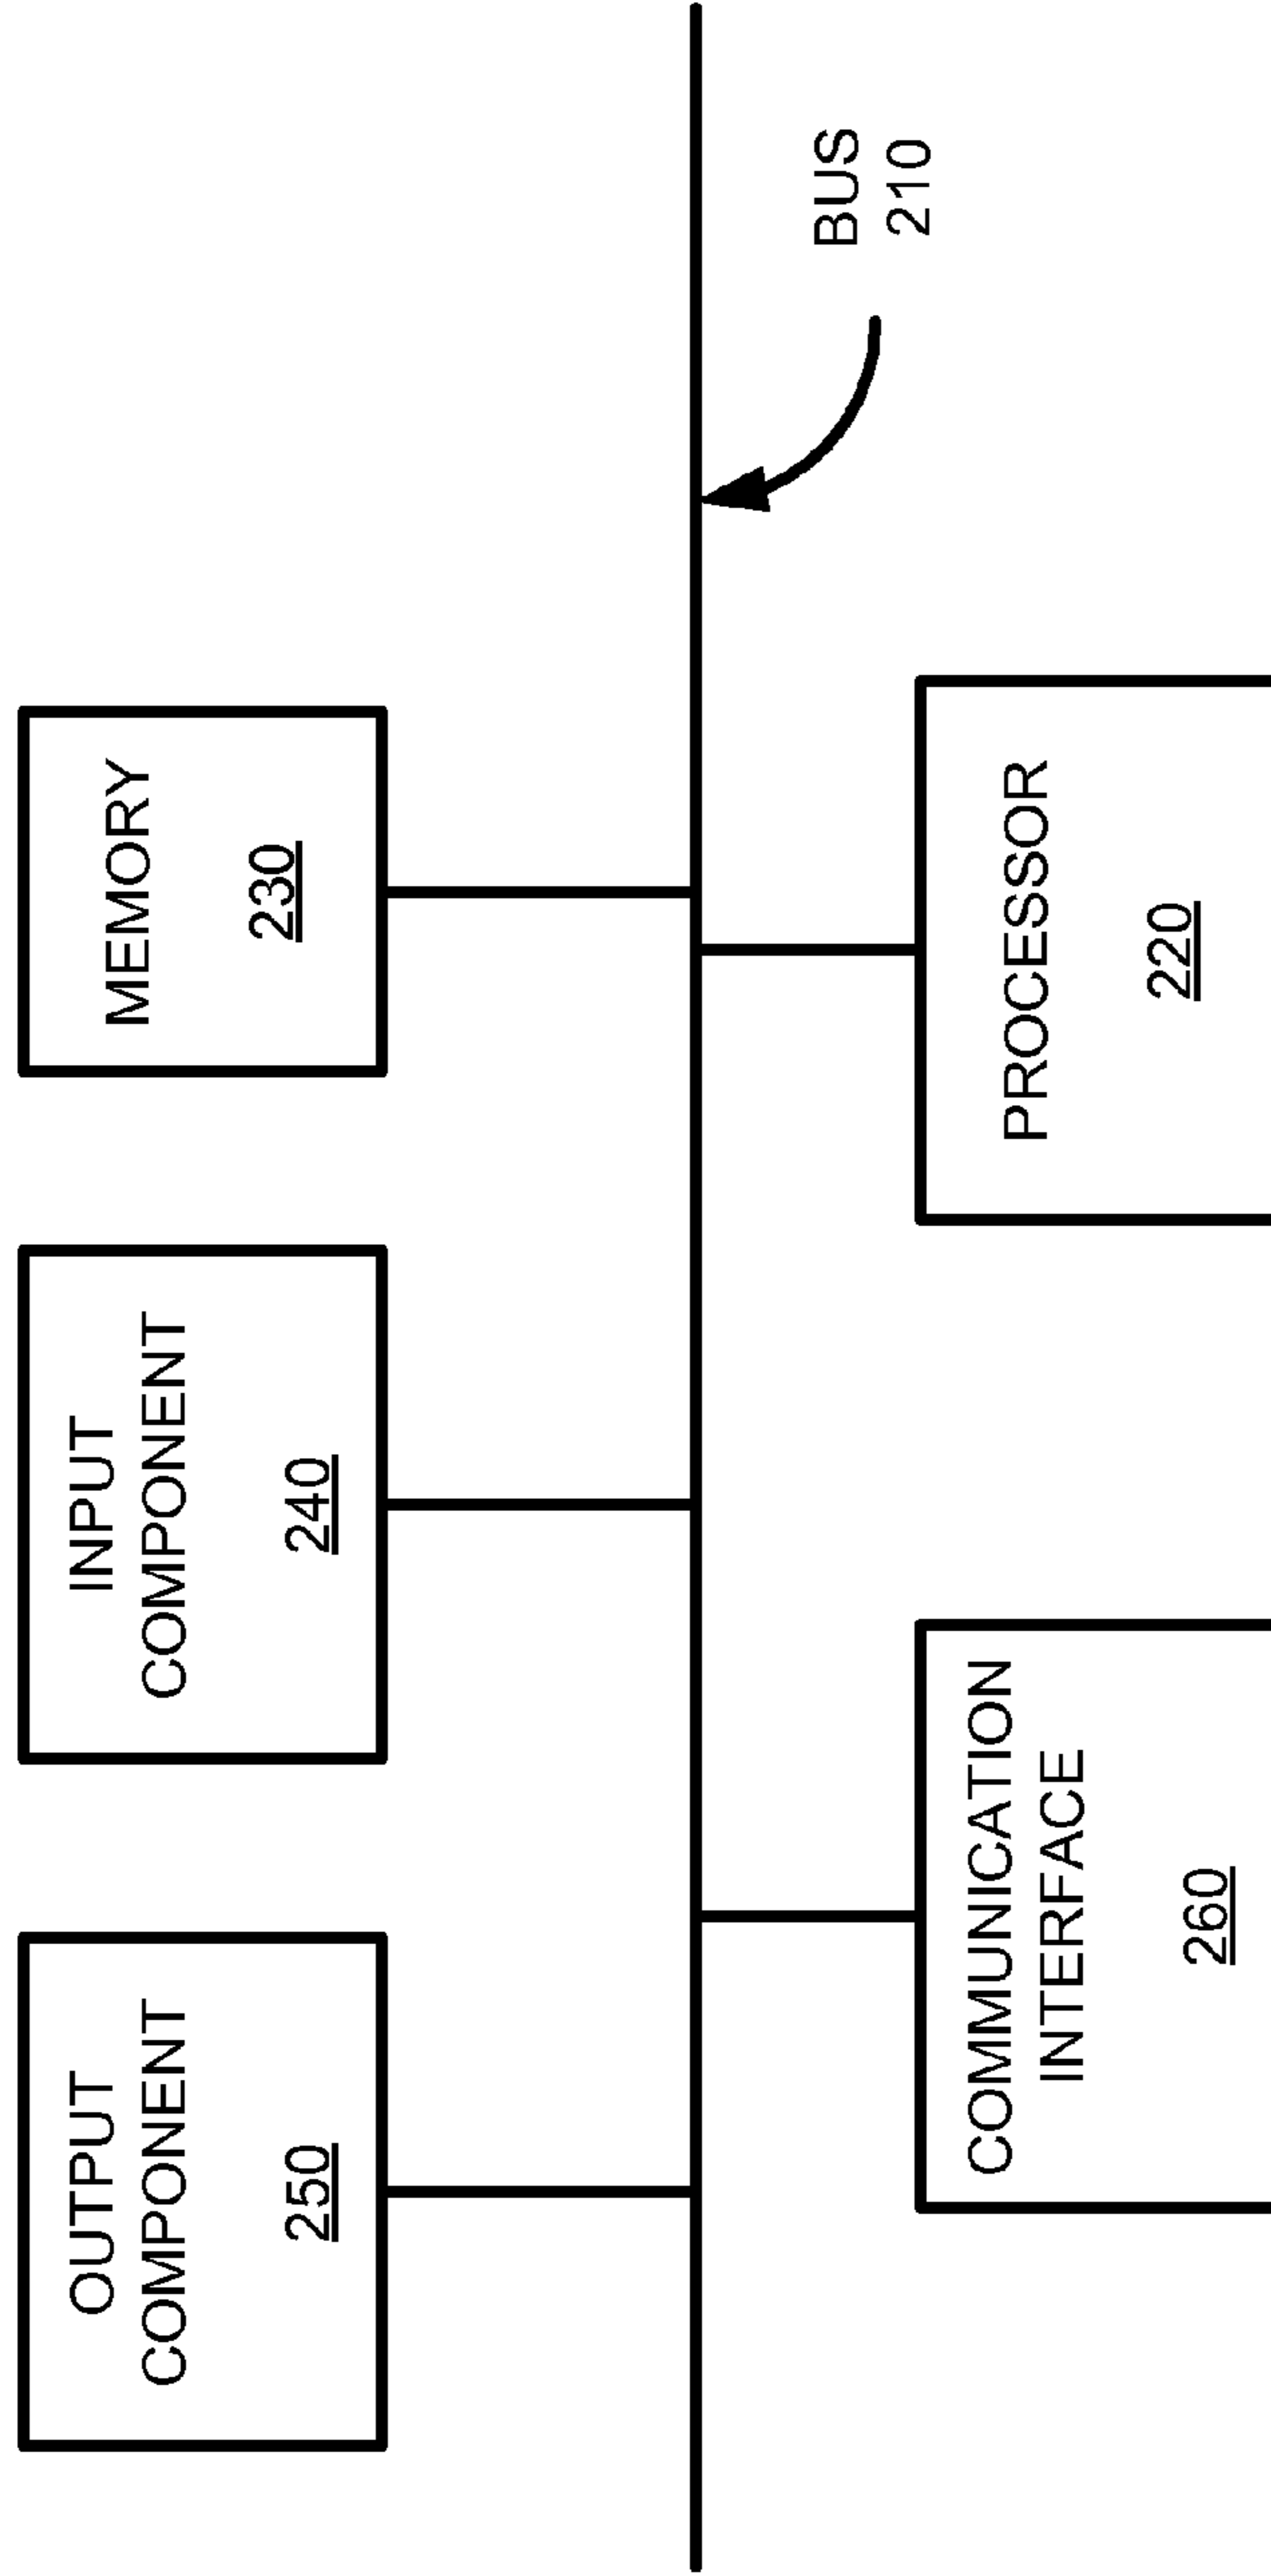 OUTPUT
COMPONENT
250
INPUT
COMPONENT
240
MEMORY
230
BUS
210
COMMUNICATION
INTERFACE
260
PROCESSOR
220